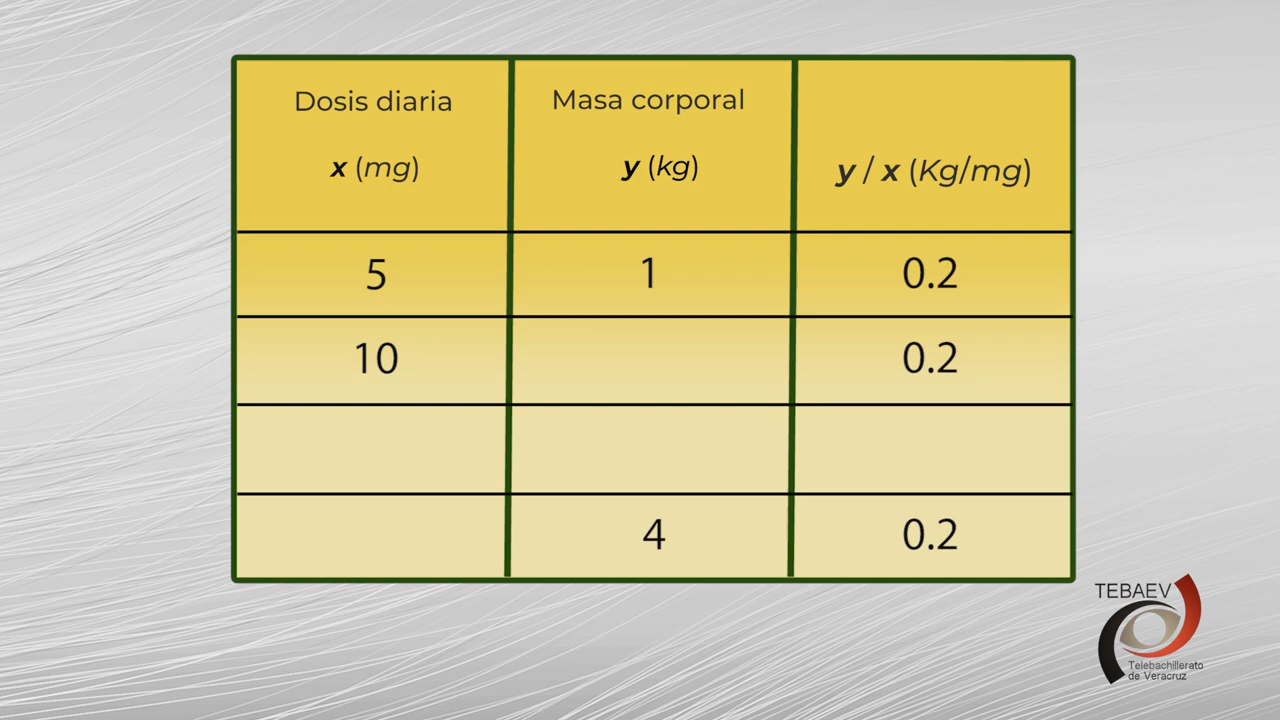 Dosis diaria
x (mg)
Masa corporal
y (kg)
y / x (Kg/mg)
5 1 0.2
10 0.2
4 0.2
TEBAEV
Telebachillerato
de Veracruz